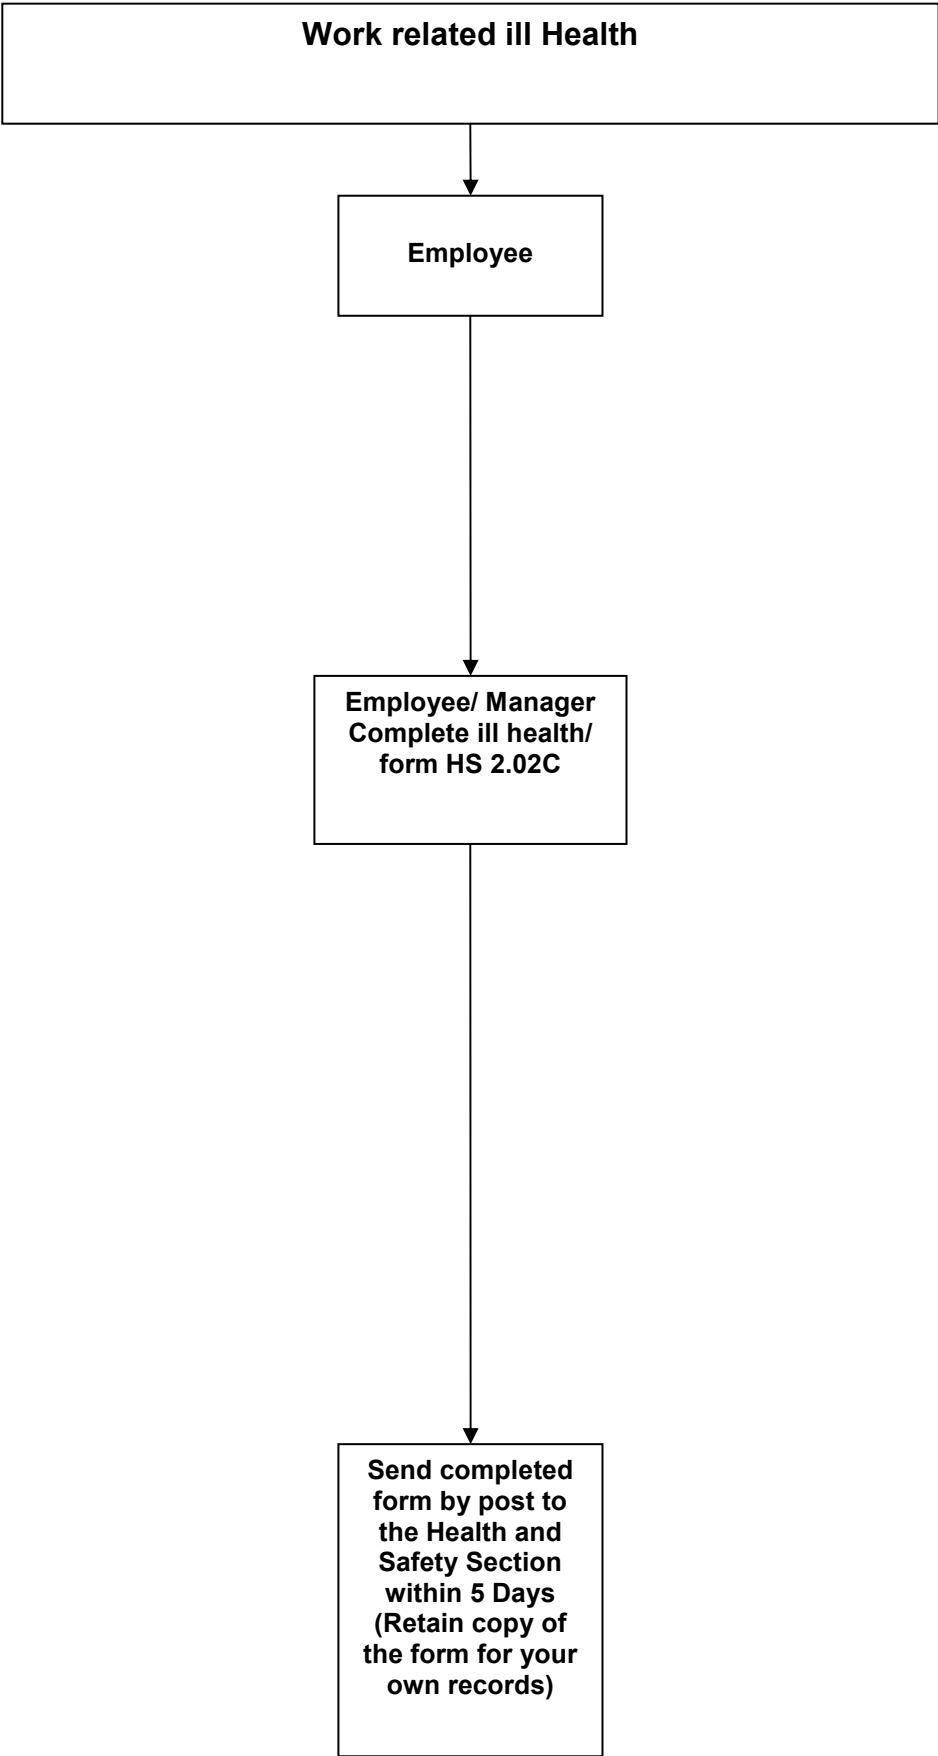 Work related ill Health
Employee
Employee/ Manager
Complete ill health/
form HS 2.02C
Send completed
form by post to
the Health and
Safety Section
within 5 Days
(Retain copy of
the form for your
own records)